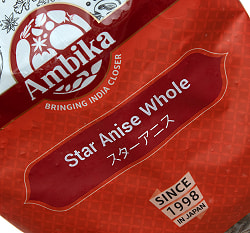 Ambika
BRINGING INDIA CLOSER
Star Anise Whole
スターアニス
SINCE
1998
IN JAPAN